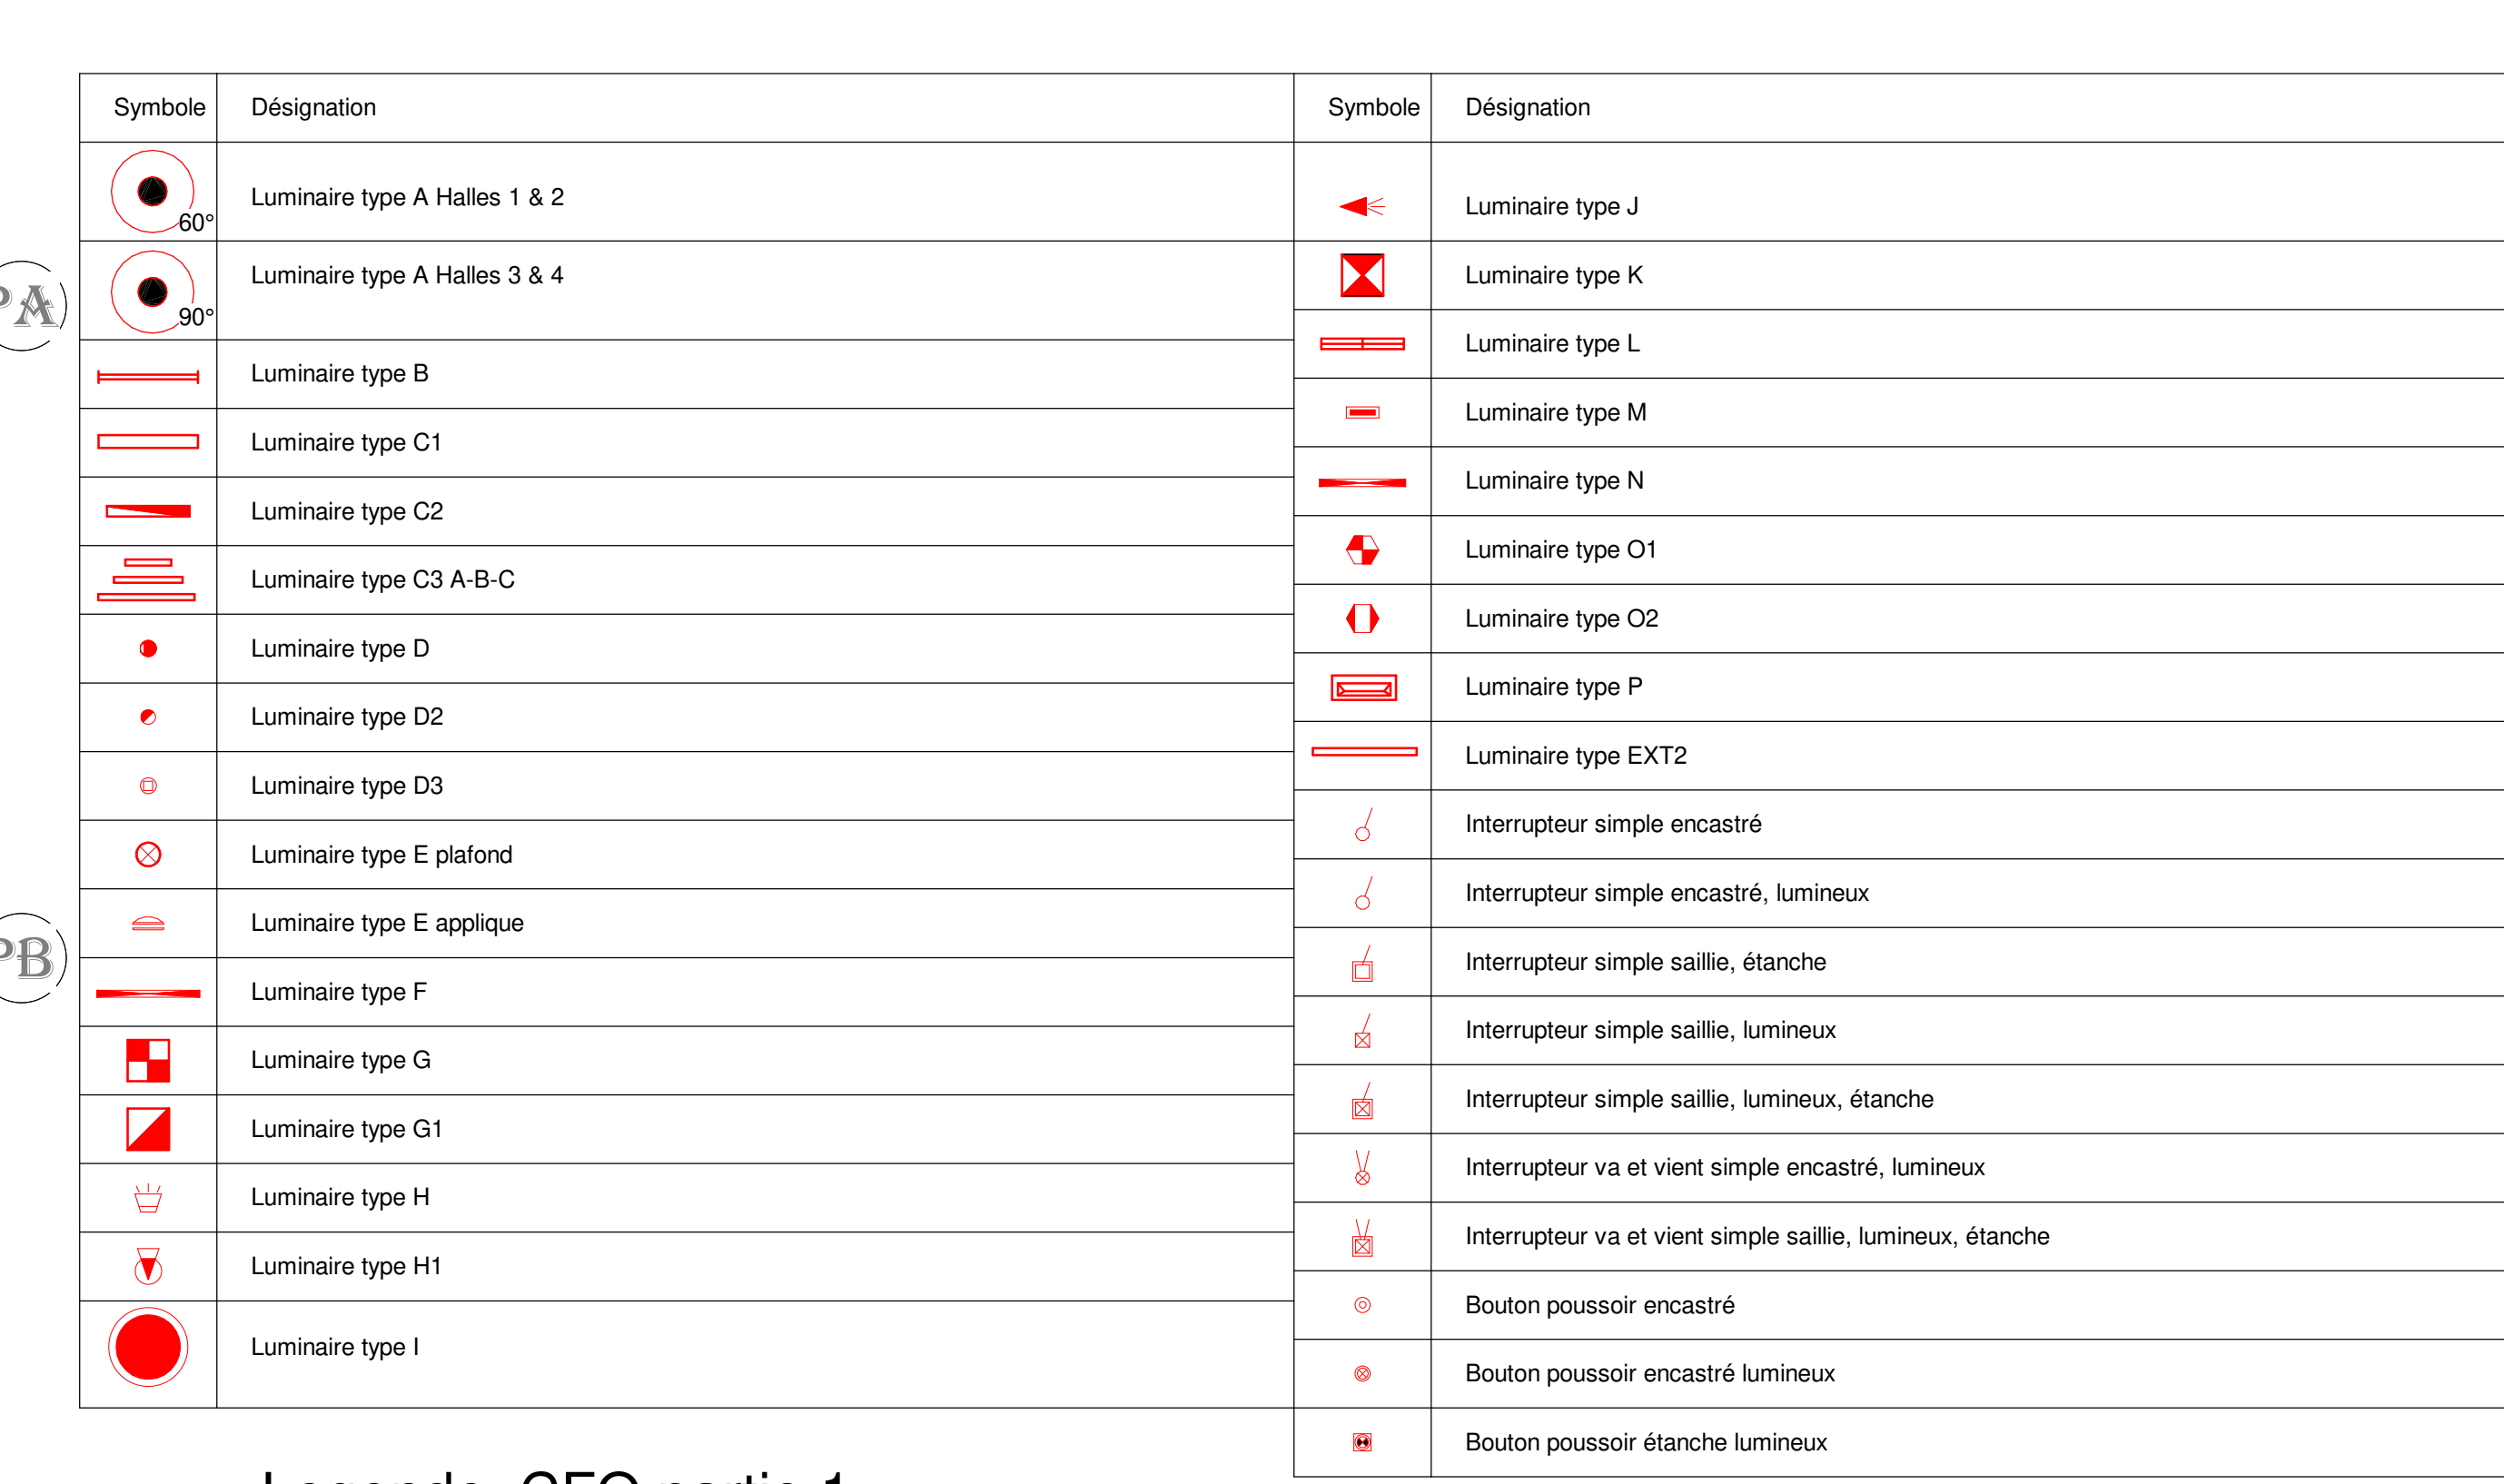 Symbole Désignation
60° Luminaire type A Halles 1 & 2
90° Luminaire type A Halles 3 & 4
Luminaire type B
Luminaire type C1
Luminaire type C2
Luminaire type C3 A-B-C
Luminaire type D
Luminaire type D2
Luminaire type D3
Luminaire type E plafond
Luminaire type E applique
Luminaire type F
Luminaire type G
Luminaire type G1
Luminaire type H
Luminaire type H1
Luminaire type I
Symbole Désignation
Luminaire type J
Luminaire type K
Luminaire type L
Luminaire type M
Luminaire type N
Luminaire type O1
Luminaire type O2
Luminaire type P
Luminaire type EXT2
Interrupteur simple encastré
Interrupteur simple encastré, lumineux
Interrupteur simple saillie, étanche
Interrupteur simple saillie, lumineux
Interrupteur simple saillie, lumineux, étanche
Interrupteur va et vient simple encastré, lumineux
Interrupteur va et vient simple saillie, lumineux, étanche
Bouton poussoir encastré
Bouton poussoir encastré lumineux
Bouton poussoir étanche lumineux
PA
PB